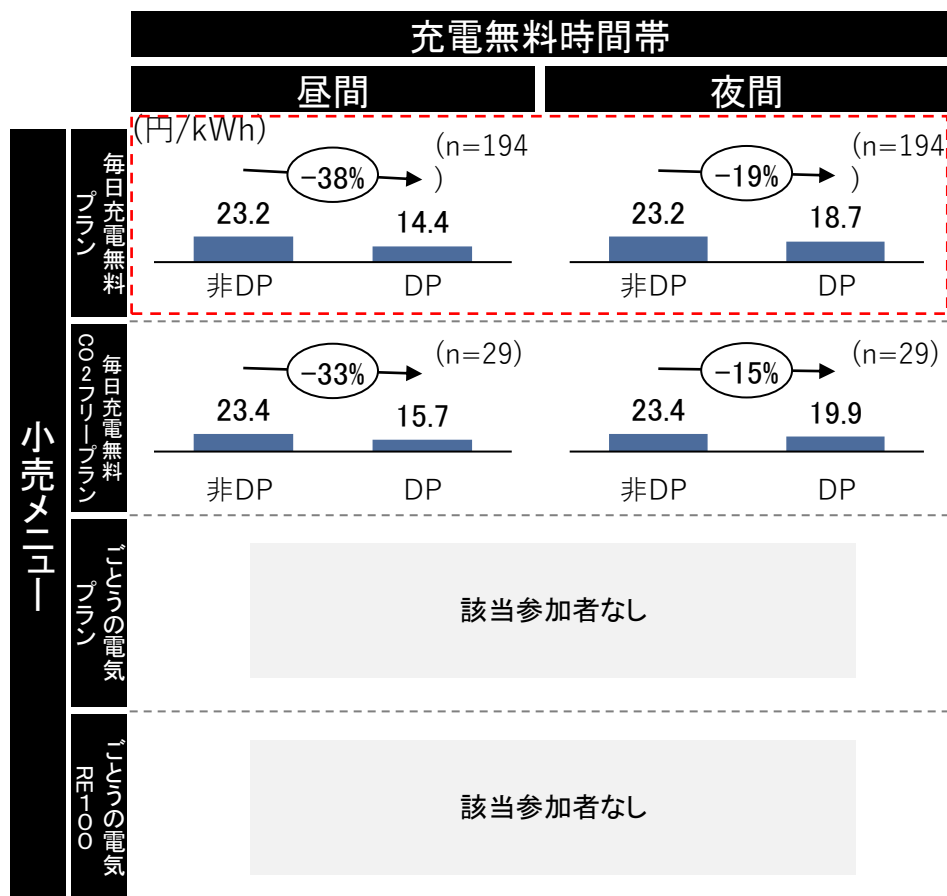 充電無料時間帯
昼間
夜間
小売メニュー
毎日充電無料
プラン
(円/kWh)
-38%
(n=194
)
23.2
14.4
非DP
DP
-19%
(n=194
)
23.2
18.7
非DP
DP
毎日充電無料
CO2フリープラン
-33%
(n=29)
23.4
15.7
非DP
DP
-15%
(n=29)
23.4
19.9
非DP
DP
ごとうの電気
プラン
該当参加者なし
ごとうの電気
RE100
該当参加者なし